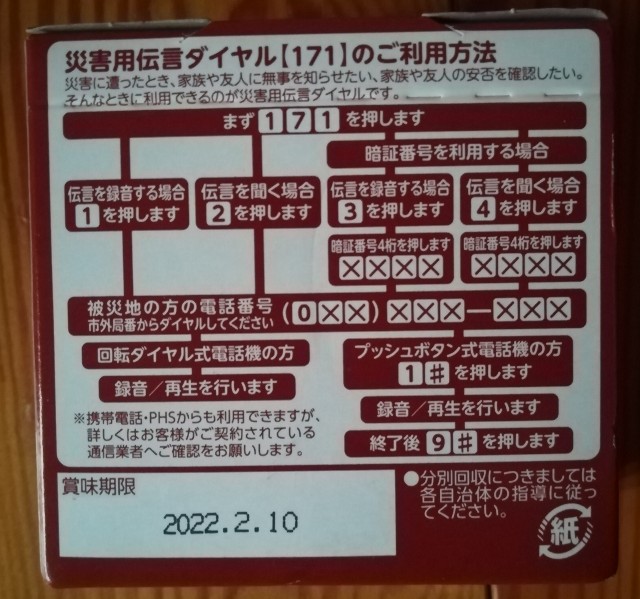 災害用伝言ダイヤル【171】のご利用方法
災害に遭ったとき、家族や友人に無事を知らせたい、家族や友人の安否を確認したい。
そんなときに利用できるのが災害用伝言ダイヤルです。
まず171を押します
暗証番号を利用する場合
伝言を録音する場合
1を押します
伝言を聞く場合
2を押します
伝言を録音する場合
3を押します
伝言を聞く場合
4を押します
暗証番号4桁を押します
××××
暗証番号4桁を押します
××××
被災地の方の電話番号
市外局番からダイヤルしてください
(0××)×××―×××
回転ダイヤル式電話機の方
録音/再生を行います
プッシュボタン式電話機の方
1#を押します
録音/再生を行います
終了後9#を押します
※携帯電話・PHSからも利用できますが、
詳しくはお客様がご契約されている
通信業者へご確認をお願いします。
賞味期限
2022.2.10
●分別回収につきましては
各自治体の指導に従っ
てください。
紙